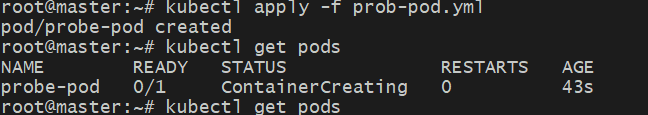 root@master:~# kubectl apply -f prob-pod.yml
pod/probe-pod created
root@master:~# kubectl get pods
NAME        READY   STATUS              RESTARTS   AGE
probe-pod   0/1     ContainerCreating   0          43s
root@master:~# kubectl get pods